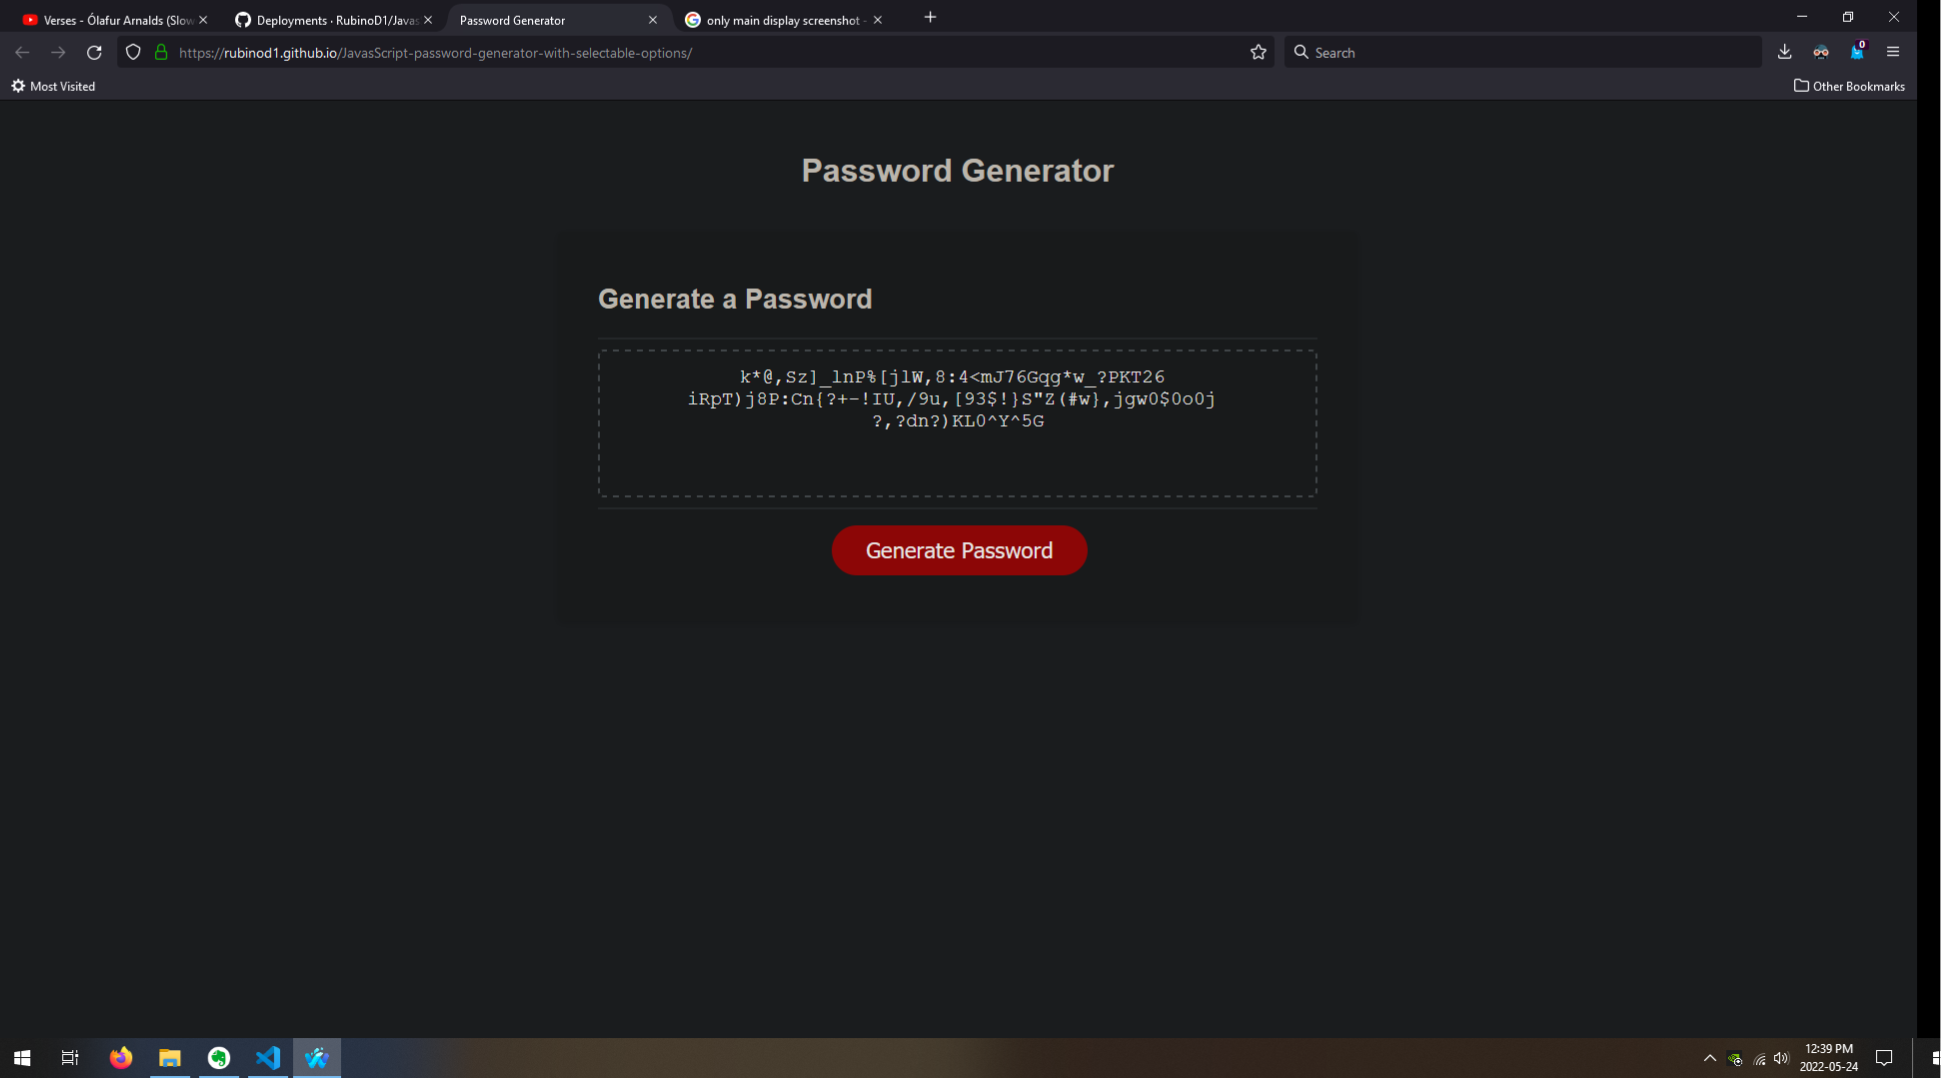 Verses - Ólafur Arnalds (Slow
Deployments · RubinoD1/Javas
Password Generator
only main display screenshot -
https://rubinod1.github.io/JavasScript-password-generator-with-selectable-options/
Search
0
Most Visited
Other Bookmarks
Password Generator
Generate a Password
k*@,Sz]_lnP%[jlW,8:4<mJ76Gqg*w_?PKT26
iRpT)j8P:Cn{?+-!IU,/9u,[93$!}S"Z(#w},jgw0$0o0j
?,?dn?)KL0^Y^5G
Generate Password
12:39 PM
2022-05-24